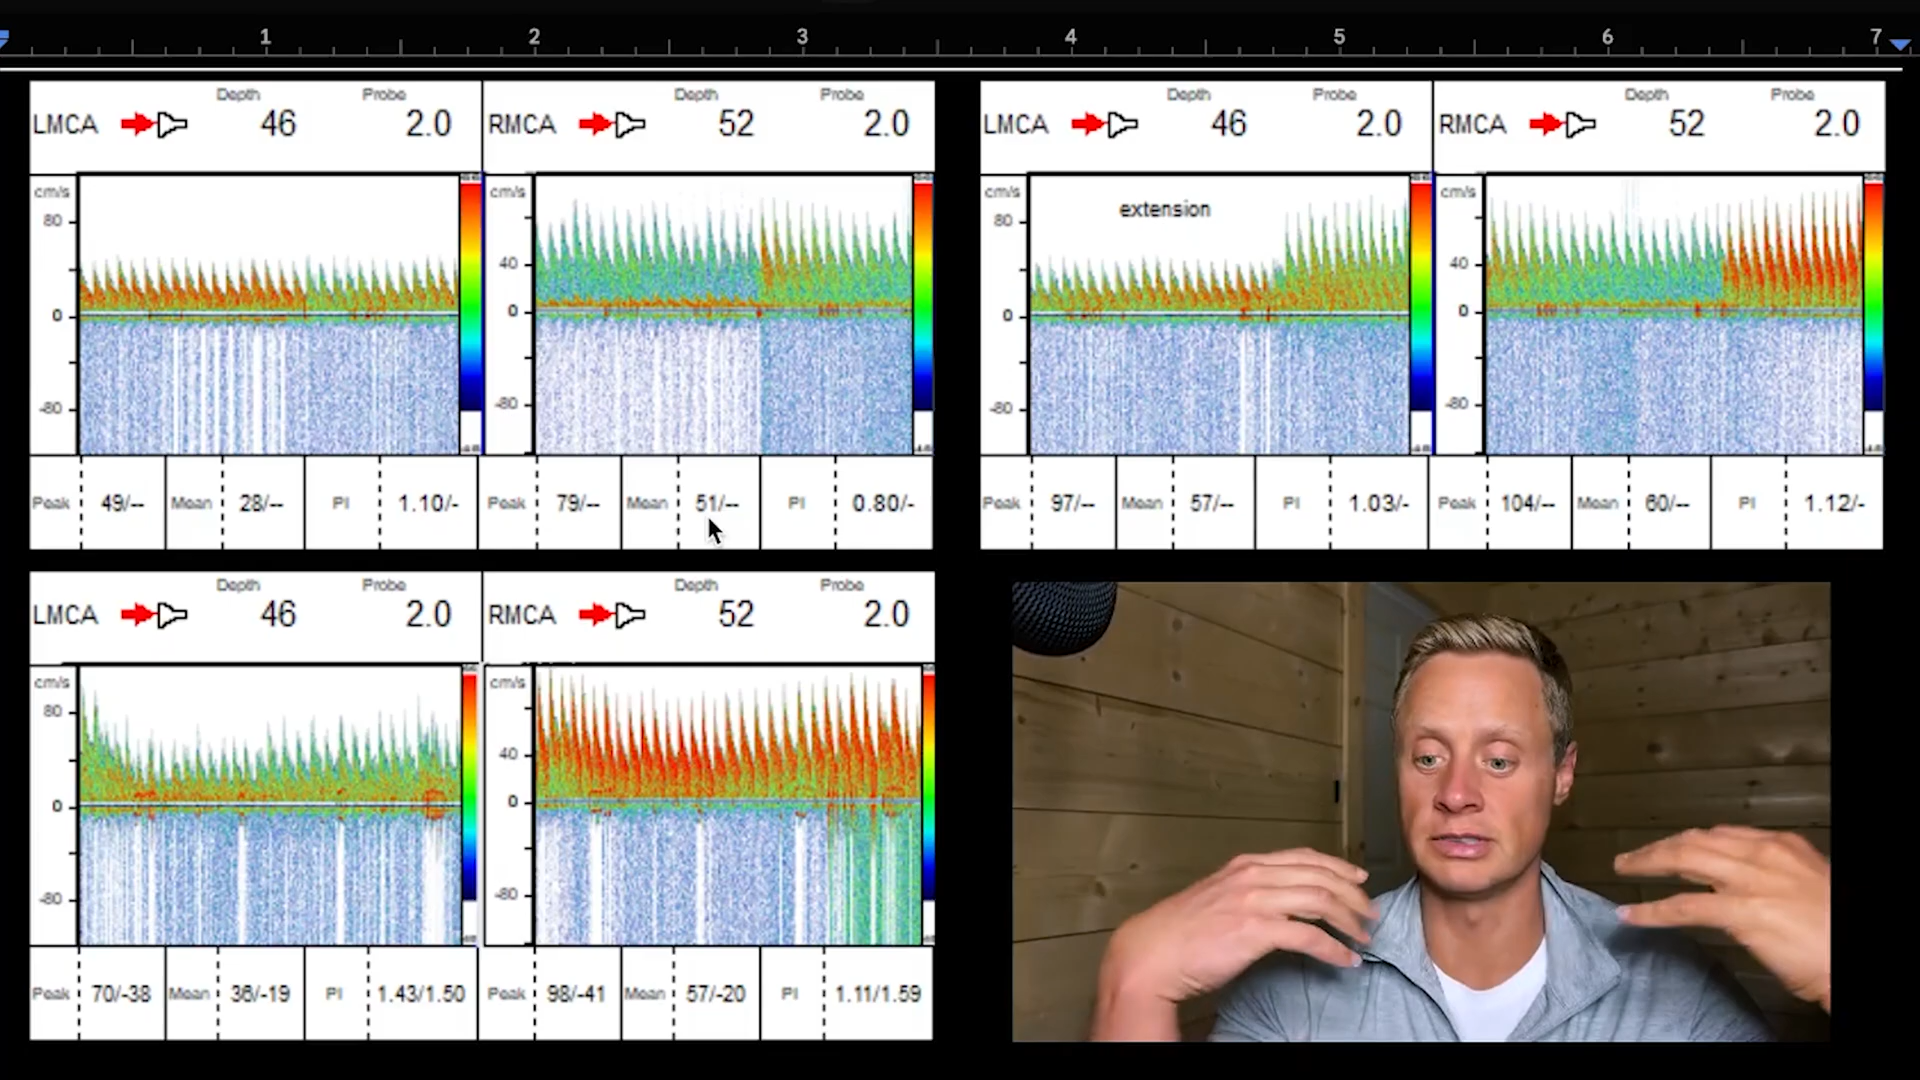 1 2 3 4 5 6 7
Depth Probe
LMCA 46 2.0
cm/s
80
0
-80
Peak 49/-- Mean 28/-- PI 1.10/-
Depth Probe
RMCA 52 2.0
cm/s
40
0
-80
Peak 79/-- Mean 51/-- PI 0.80/-
Depth Probe
LMCA 46 2.0
cm/s
80
extension
0
-80
Peak 97/-- Mean 57/-- PI 1.03/-
Depth Probe
RMCA 52 2.0
cm/s
40
0
-80
Peak 104/-- Mean 60/-- PI 1.12/-
Depth Probe
LMCA 46 2.0
cm/s
80
0
-80
Peak 70/-38 Mean 36/-19 PI 1.43/1.50
Depth Probe
RMCA 52 2.0
cm/s
40
0
-80
Peak 98/-41 Mean 57/-20 PI 1.11/1.59